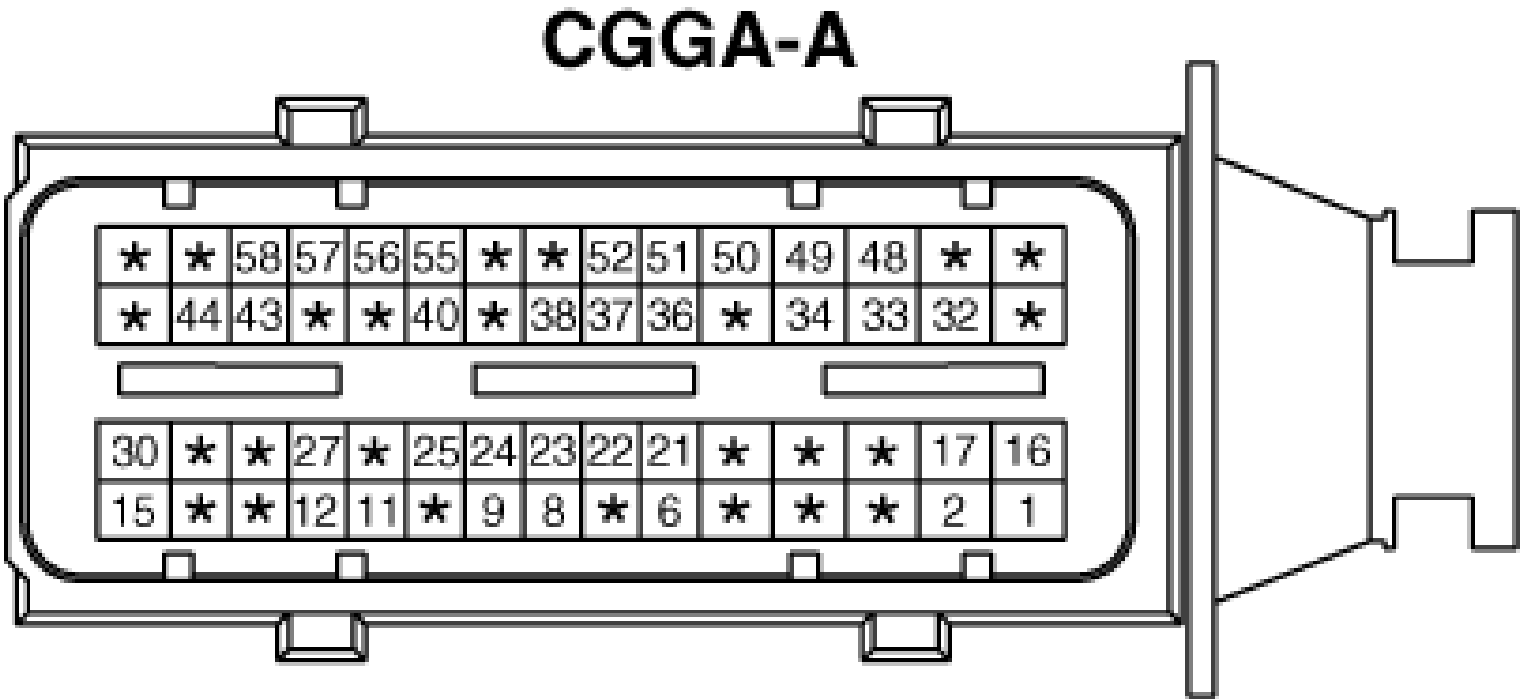 CGGA-A
* * 58 57 56 55 * * 52 51 50 49 48 * *
* 44 43 * * 40 * 38 37 36 * 34 33 32 *
30 * * 27 * 25 24 23 22 21 * * * 17 16
15 * * 12 11 * 9 8 * 6 * * * 2 1